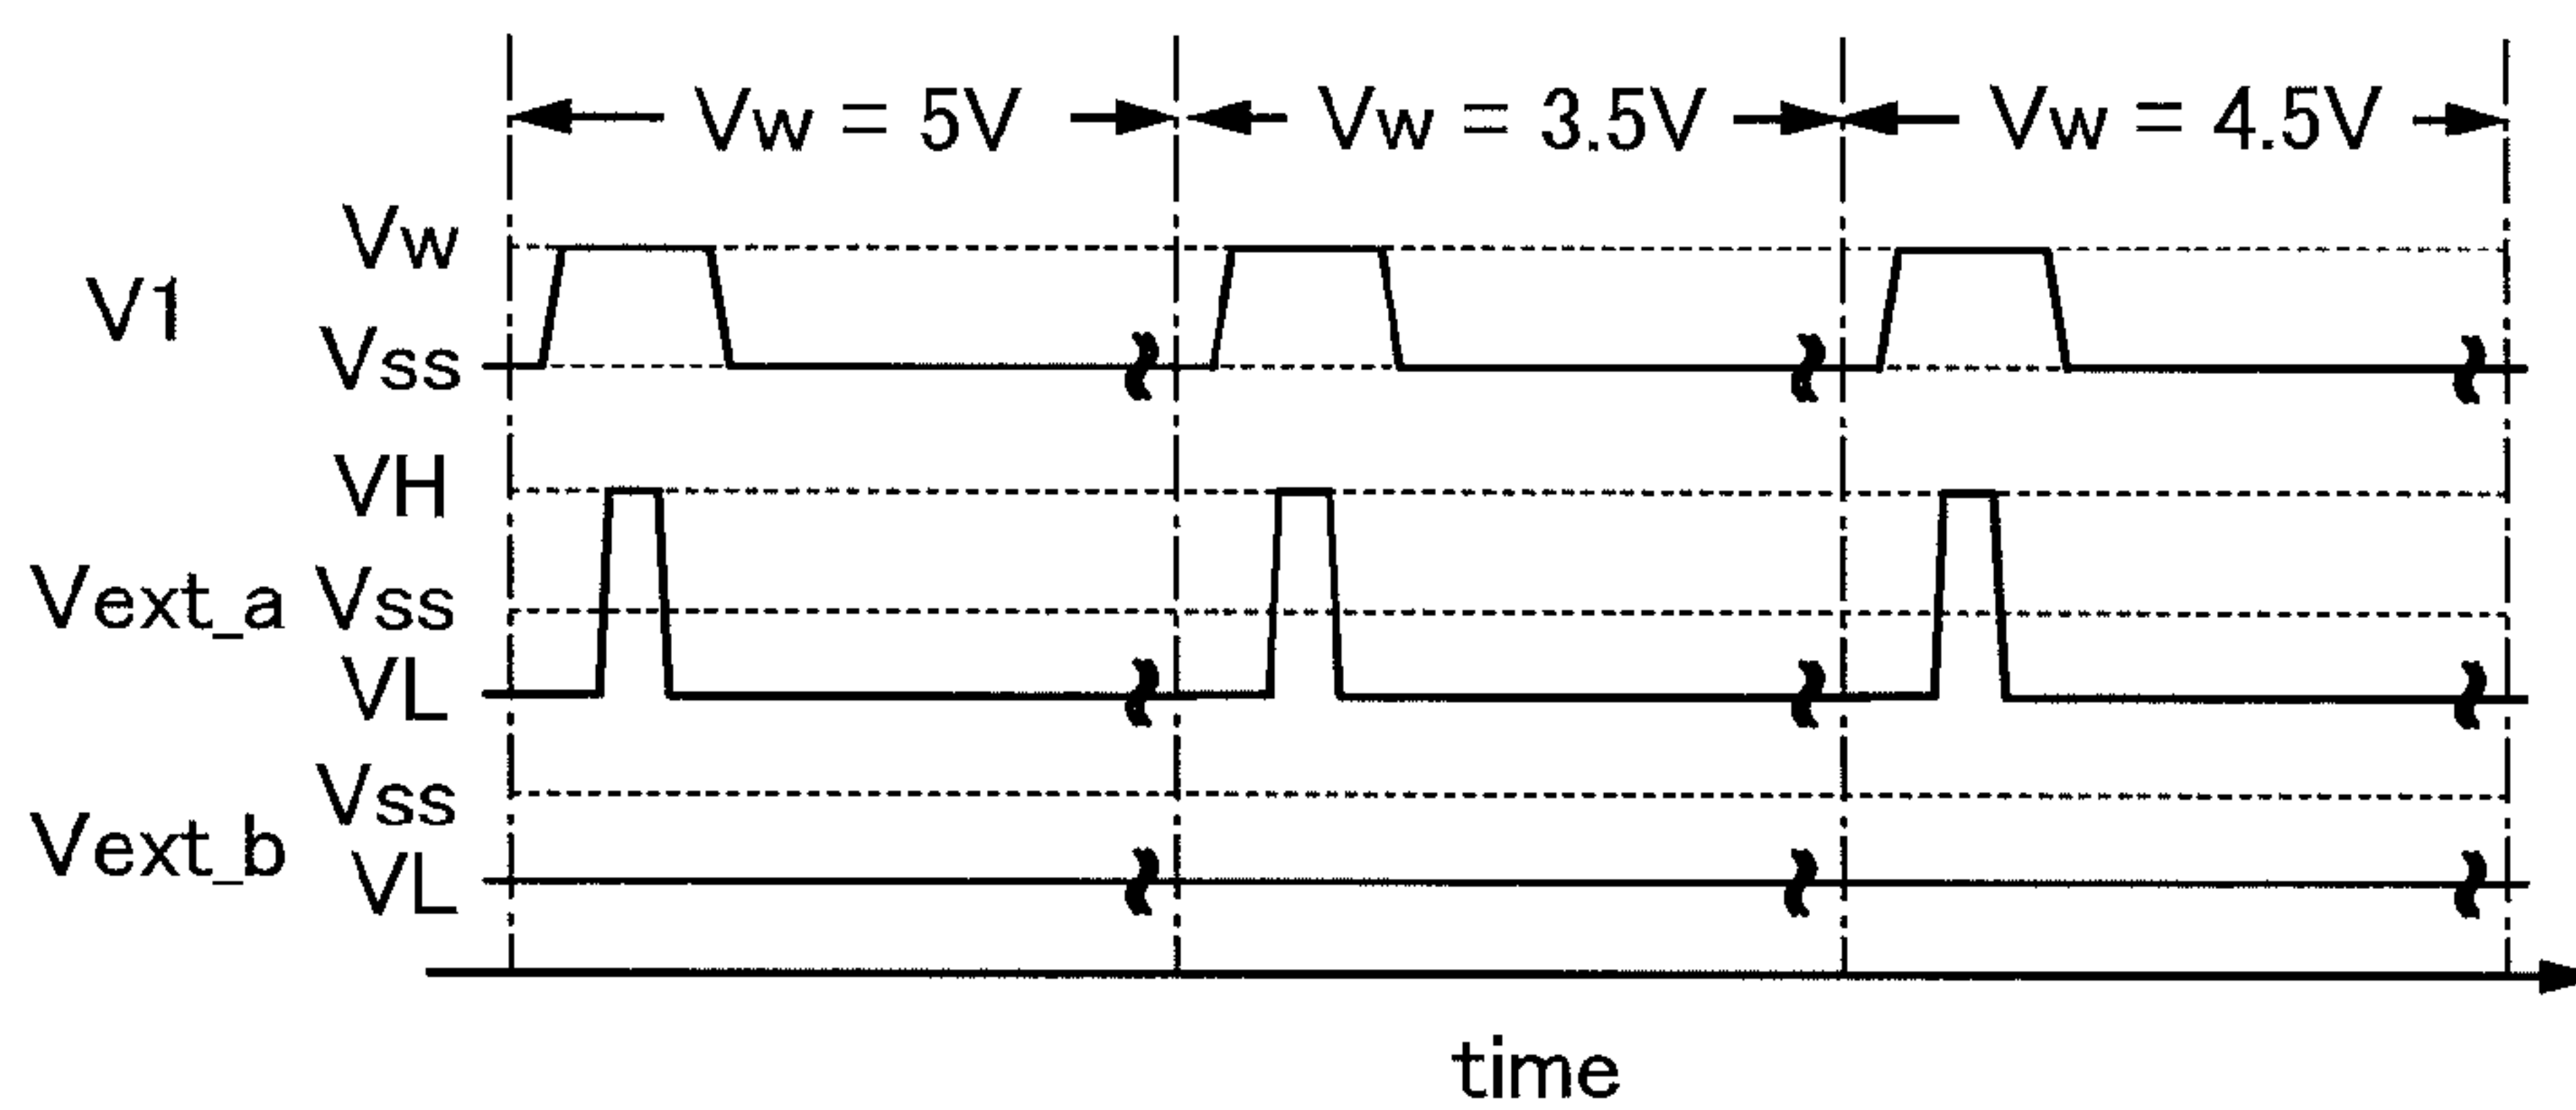 Vw = 5V Vw = 3.5V Vw = 4.5V
Vw
V1
Vss
VH
Vext_a Vss
VL
Vss
Vext_b
VL
time